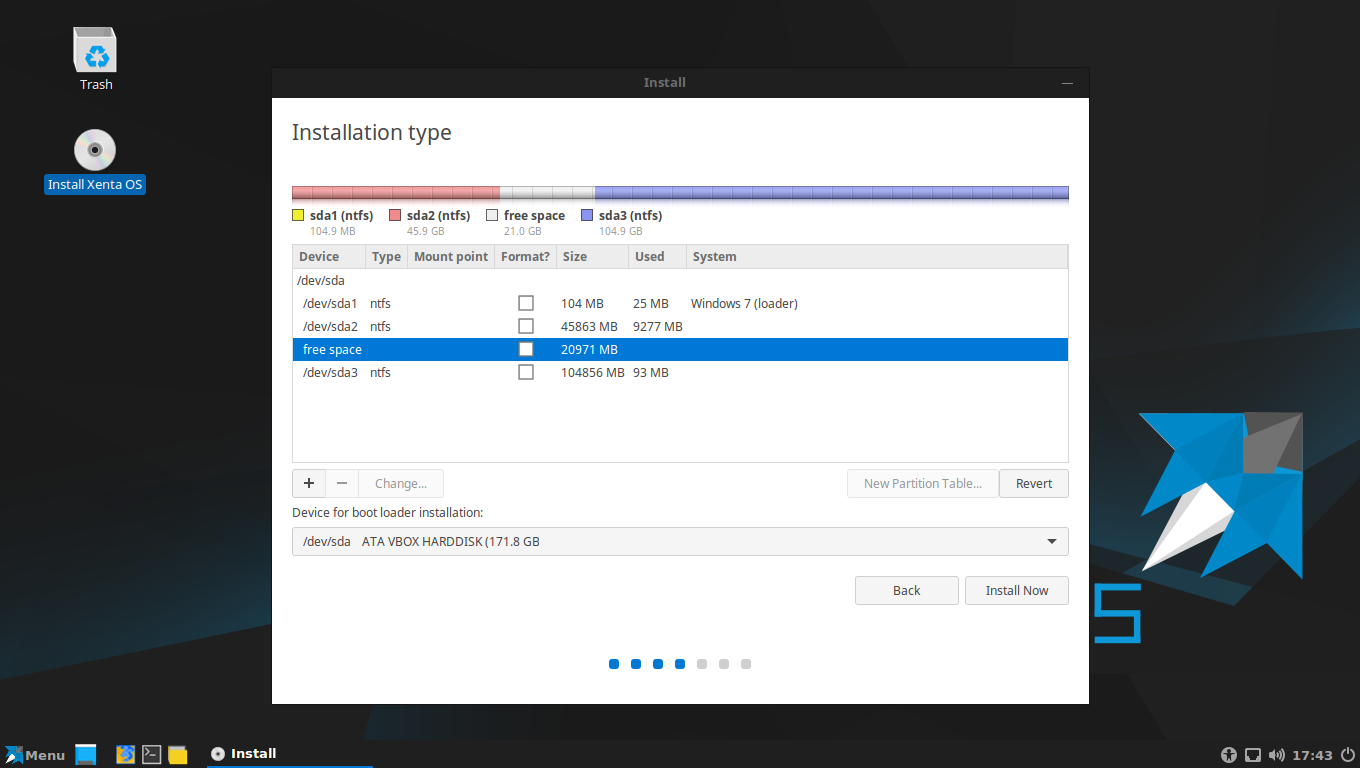 Trash
Install Xenta OS
Install
Installation type
sda1 (ntfs) sda2 (ntfs) free space sda3 (ntfs)
104.9 MB 45.9 GB 21.0 GB 104.9 GB
Device Type Mount point Format? Size Used System
/dev/sda
/dev/sda1 ntfs 104 MB 25 MB Windows 7 (loader)
/dev/sda2 ntfs 45863 MB 9277 MB
free space 20971 MB
/dev/sda3 ntfs 104856 MB 93 MB
+ − Change... New Partition Table... Revert
Device for boot loader installation:
/dev/sda ATA VBOX HARDDISK (171.8 GB
Back Install Now
S
Menu Install 17:43